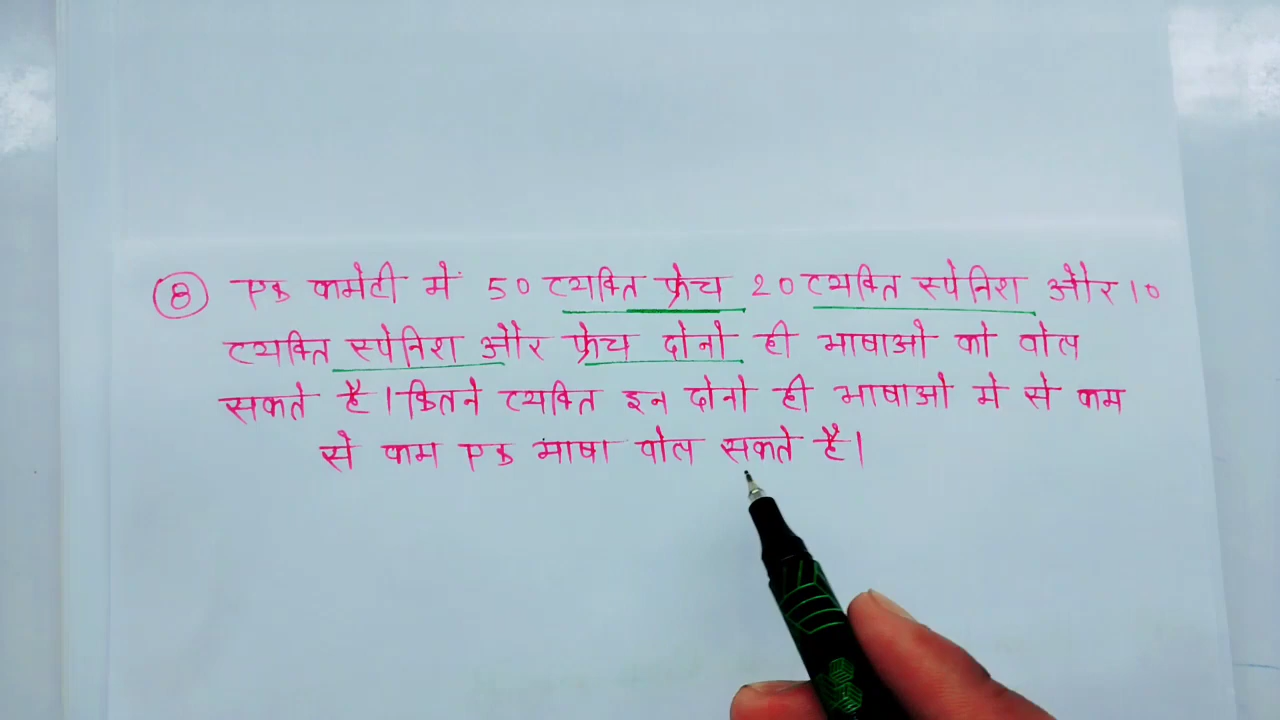 ⑧ एक कमेटी में 50 व्यक्ति फ्रेंच 20 व्यक्ति स्पेनिश और 10
व्यक्ति स्पेनिश और फ्रेच दोनो ही भाषाओ को बोल
सकते है। कितने व्यक्ति इन दोनो ही भाषाओ मे से कम
से कम एक भाषा बोल सकते है।